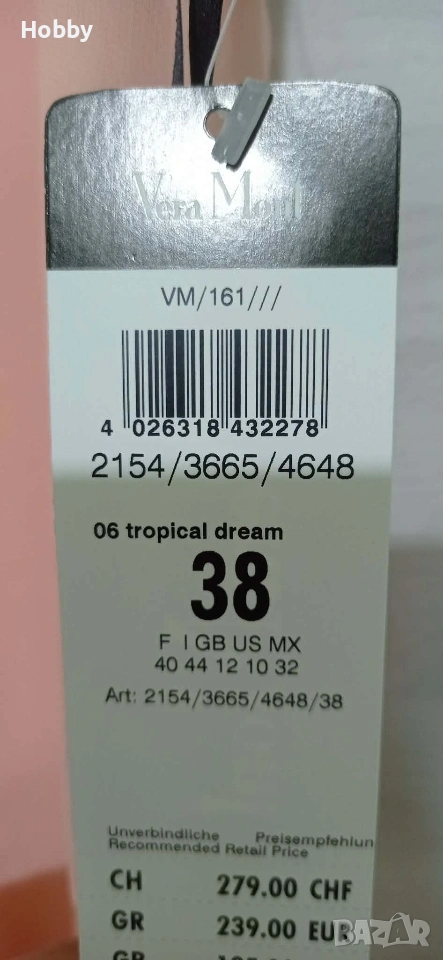 Hobby
Vera Mont
VM/161///
4 026318 432278
2154/3665/4648
06 tropical dream
38
F I GB US MX
40 44 12 10 32
Art: 2154/3665/4648/38
Unverbindliche Preisempfehlun
Recommended Retail Price
CH 279.00 CHF
GR 239.00 EUR
BAZAR